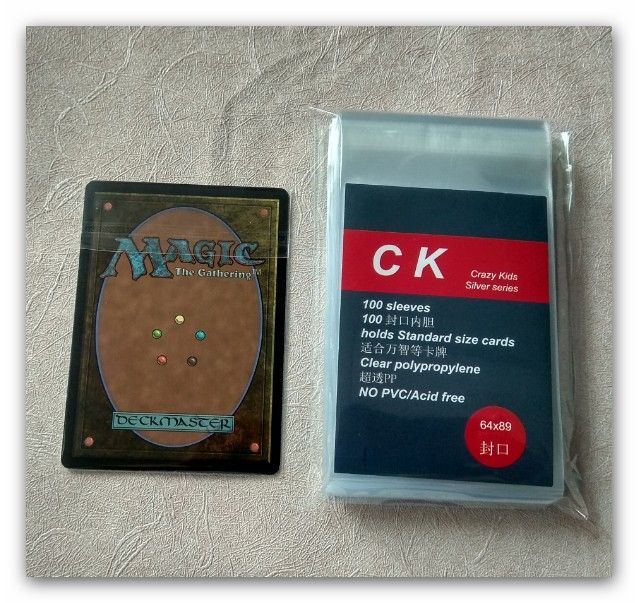 MAGIC
The Gathering™
DECKMASTER
CK
Crazy Kids
Silver series
100 sleeves
100 封口内胆
holds Standard size cards
适合万智等卡牌
Clear polypropylene
超透PP
NO PVC/Acid free
64x89
封口